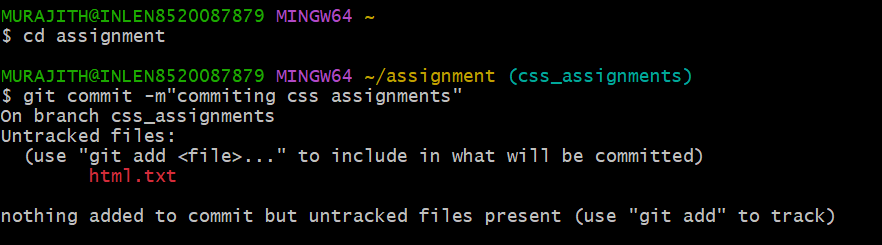 MURAJITH@INLEN8520087879 MINGW64 ~
$ cd assignment
MURAJITH@INLEN8520087879 MINGW64 ~/assignment (css_assignments)
$ git commit -m"commiting css assignments"
On branch css_assignments
Untracked files:
  (use "git add <file>..." to include in what will be committed)
        html.txt
nothing added to commit but untracked files present (use "git add" to track)